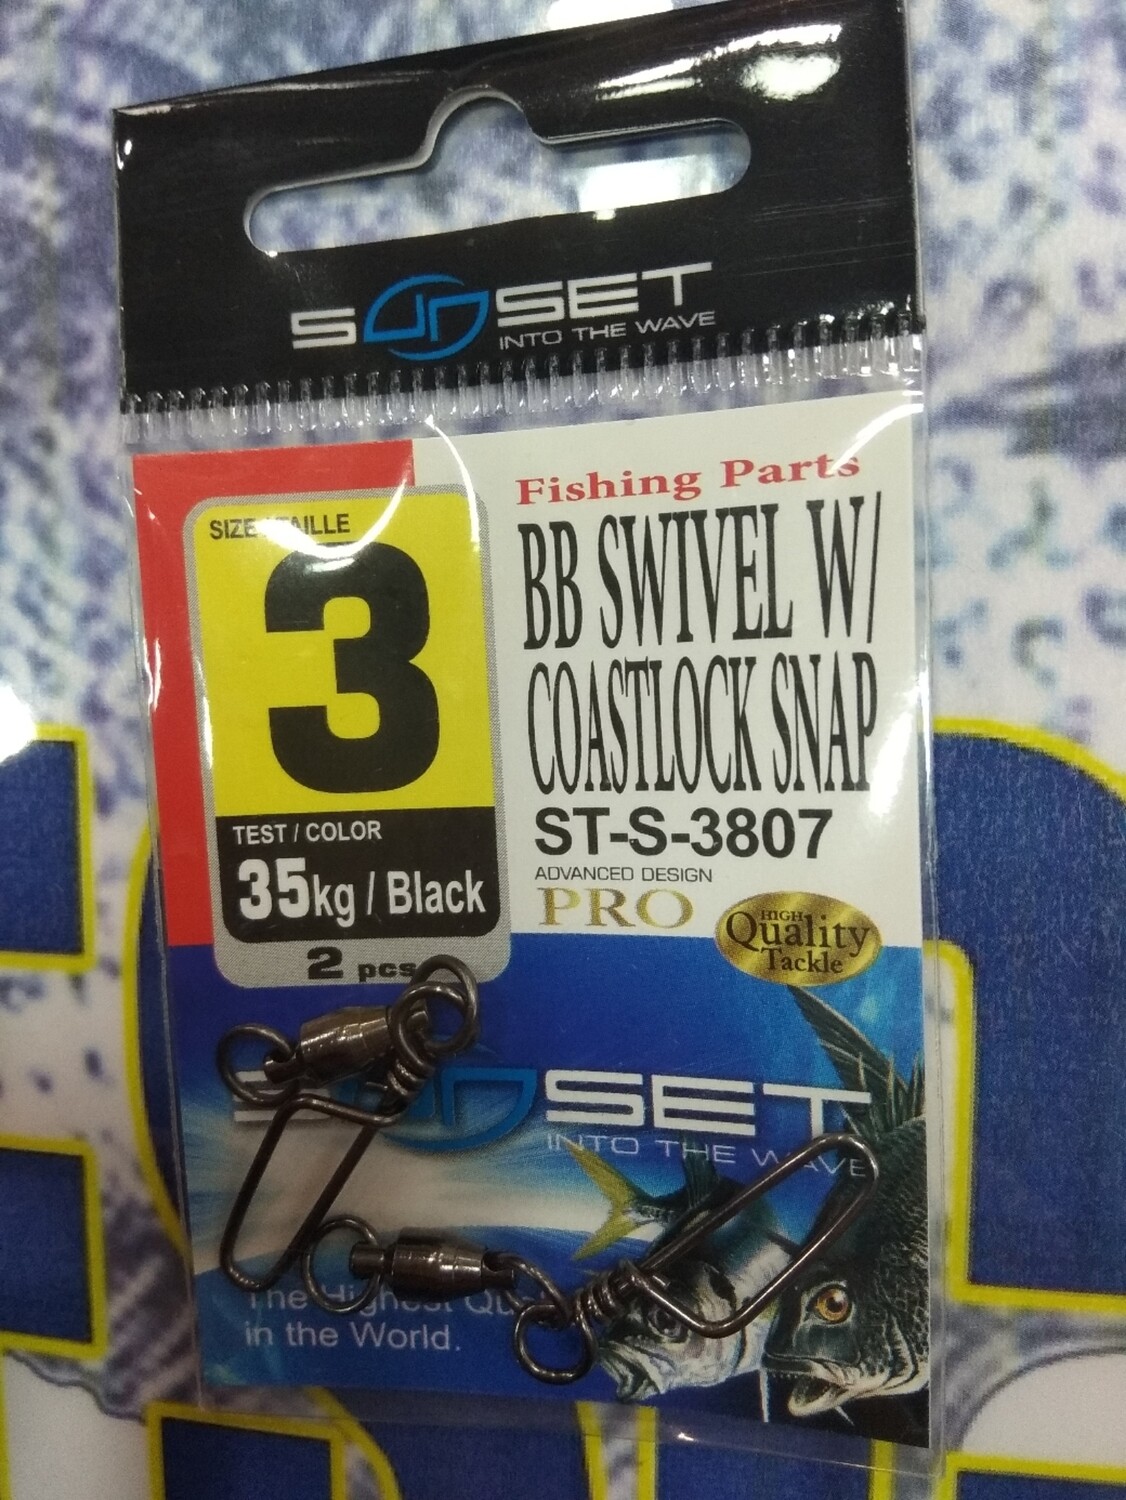 SUNSET
INTO THE WAVE
SIZE / TAILLE
3
TEST / COLOR
35kg / Black
2 pcs
Fishing Parts
BB SWIVEL W/
COASTLOCK SNAP
ST-S-3807
ADVANCED DESIGN
PRO
HIGH
Quality
Tackle
SUNSET
INTO THE WAVE
The Highest
in the World.